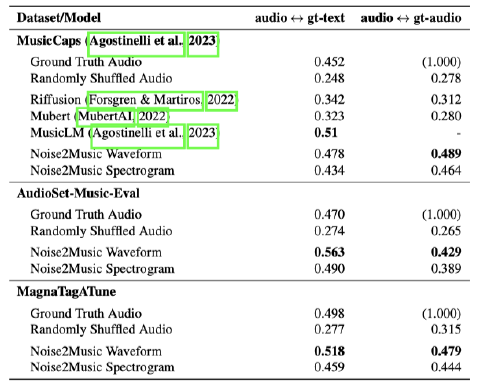 Dataset/Model audio ↔ gt-text audio ↔ gt-audio
MusicCaps (Agostinelli et al., 2023)
Ground Truth Audio 0.452 (1.000)
Randomly Shuffled Audio 0.248 0.278
Riffusion (Forsgren & Martiros, 2022) 0.342 0.312
Mubert (MubertAI, 2022) 0.323 0.280
MusicLM (Agostinelli et al., 2023) 0.51 -
Noise2Music Waveform 0.478 0.489
Noise2Music Spectrogram 0.434 0.464
AudioSet-Music-Eval
Ground Truth Audio 0.470 (1.000)
Randomly Shuffled Audio 0.274 0.265
Noise2Music Waveform 0.563 0.429
Noise2Music Spectrogram 0.490 0.389
MagnaTagATune
Ground Truth Audio 0.498 (1.000)
Randomly Shuffled Audio 0.277 0.315
Noise2Music Waveform 0.518 0.479
Noise2Music Spectrogram 0.459 0.444